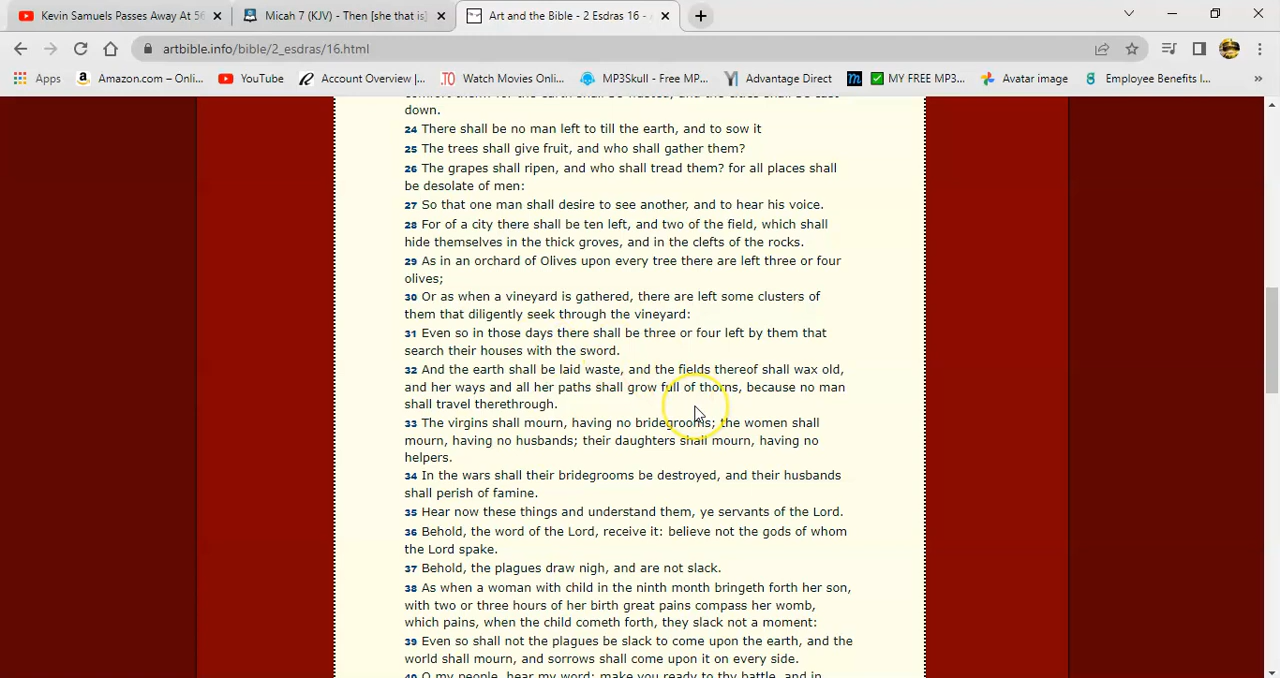 Kevin Samuels Passes Away At 56
Micah 7 (KJV) - Then [she that is]
Art and the Bible - 2 Esdras 16 -
artbible.info/bible/2_esdras/16.html
Apps
Amazon.com – Onli...
YouTube
Account Overview |...
TO Watch Movies Onli...
MP3Skull - Free MP...
Advantage Direct
m MY FREE MP3...
Avatar image
Employee Benefits I...
»
down.
24 There shall be no man left to till the earth, and to sow it
25 The trees shall give fruit, and who shall gather them?
26 The grapes shall ripen, and who shall tread them? for all places shall
be desolate of men:
27 So that one man shall desire to see another, and to hear his voice.
28 For of a city there shall be ten left, and two of the field, which shall
hide themselves in the thick groves, and in the clefts of the rocks.
29 As in an orchard of Olives upon every tree there are left three or four
olives;
30 Or as when a vineyard is gathered, there are left some clusters of
them that diligently seek through the vineyard:
31 Even so in those days there shall be three or four left by them that
search their houses with the sword.
32 And the earth shall be laid waste, and the fields thereof shall wax old,
and her ways and all her paths shall grow full of thorns, because no man
shall travel therethrough.
33 The virgins shall mourn, having no bridegrooms; the women shall
mourn, having no husbands; their daughters shall mourn, having no
helpers.
34 In the wars shall their bridegrooms be destroyed, and their husbands
shall perish of famine.
35 Hear now these things and understand them, ye servants of the Lord.
36 Behold, the word of the Lord, receive it: believe not the gods of whom
the Lord spake.
37 Behold, the plagues draw nigh, and are not slack.
38 As when a woman with child in the ninth month bringeth forth her son,
with two or three hours of her birth great pains compass her womb,
which pains, when the child cometh forth, they slack not a moment:
39 Even so shall not the plagues be slack to come upon the earth, and the
world shall mourn, and sorrows shall come upon it on every side.
40 O my people, hear my word: make you ready to thy battle, and in